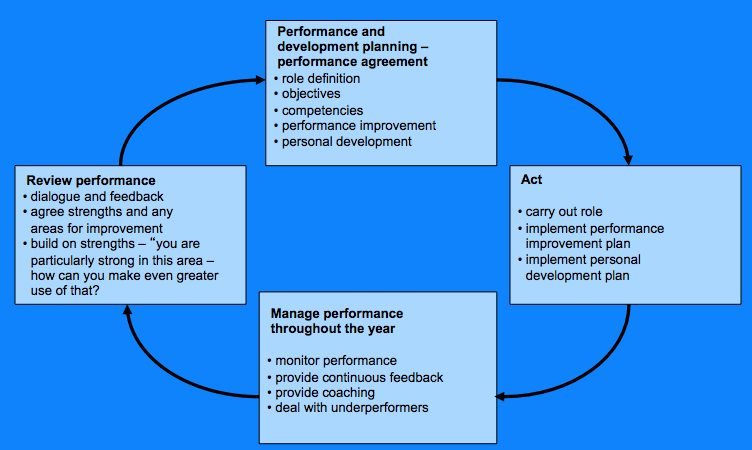 Performance and
development planning –
performance agreement
• role definition
• objectives
• competencies
• performance improvement
• personal development
Act
• carry out role
• implement performance
improvement plan
• implement personal
development plan
Manage performance
throughout the year
• monitor performance
• provide continuous feedback
• provide coaching
• deal with underperformers
Review performance
• dialogue and feedback
• agree strengths and any
areas for improvement
• build on strengths – “you are
particularly strong in this area –
how can you make even greater
use of that?